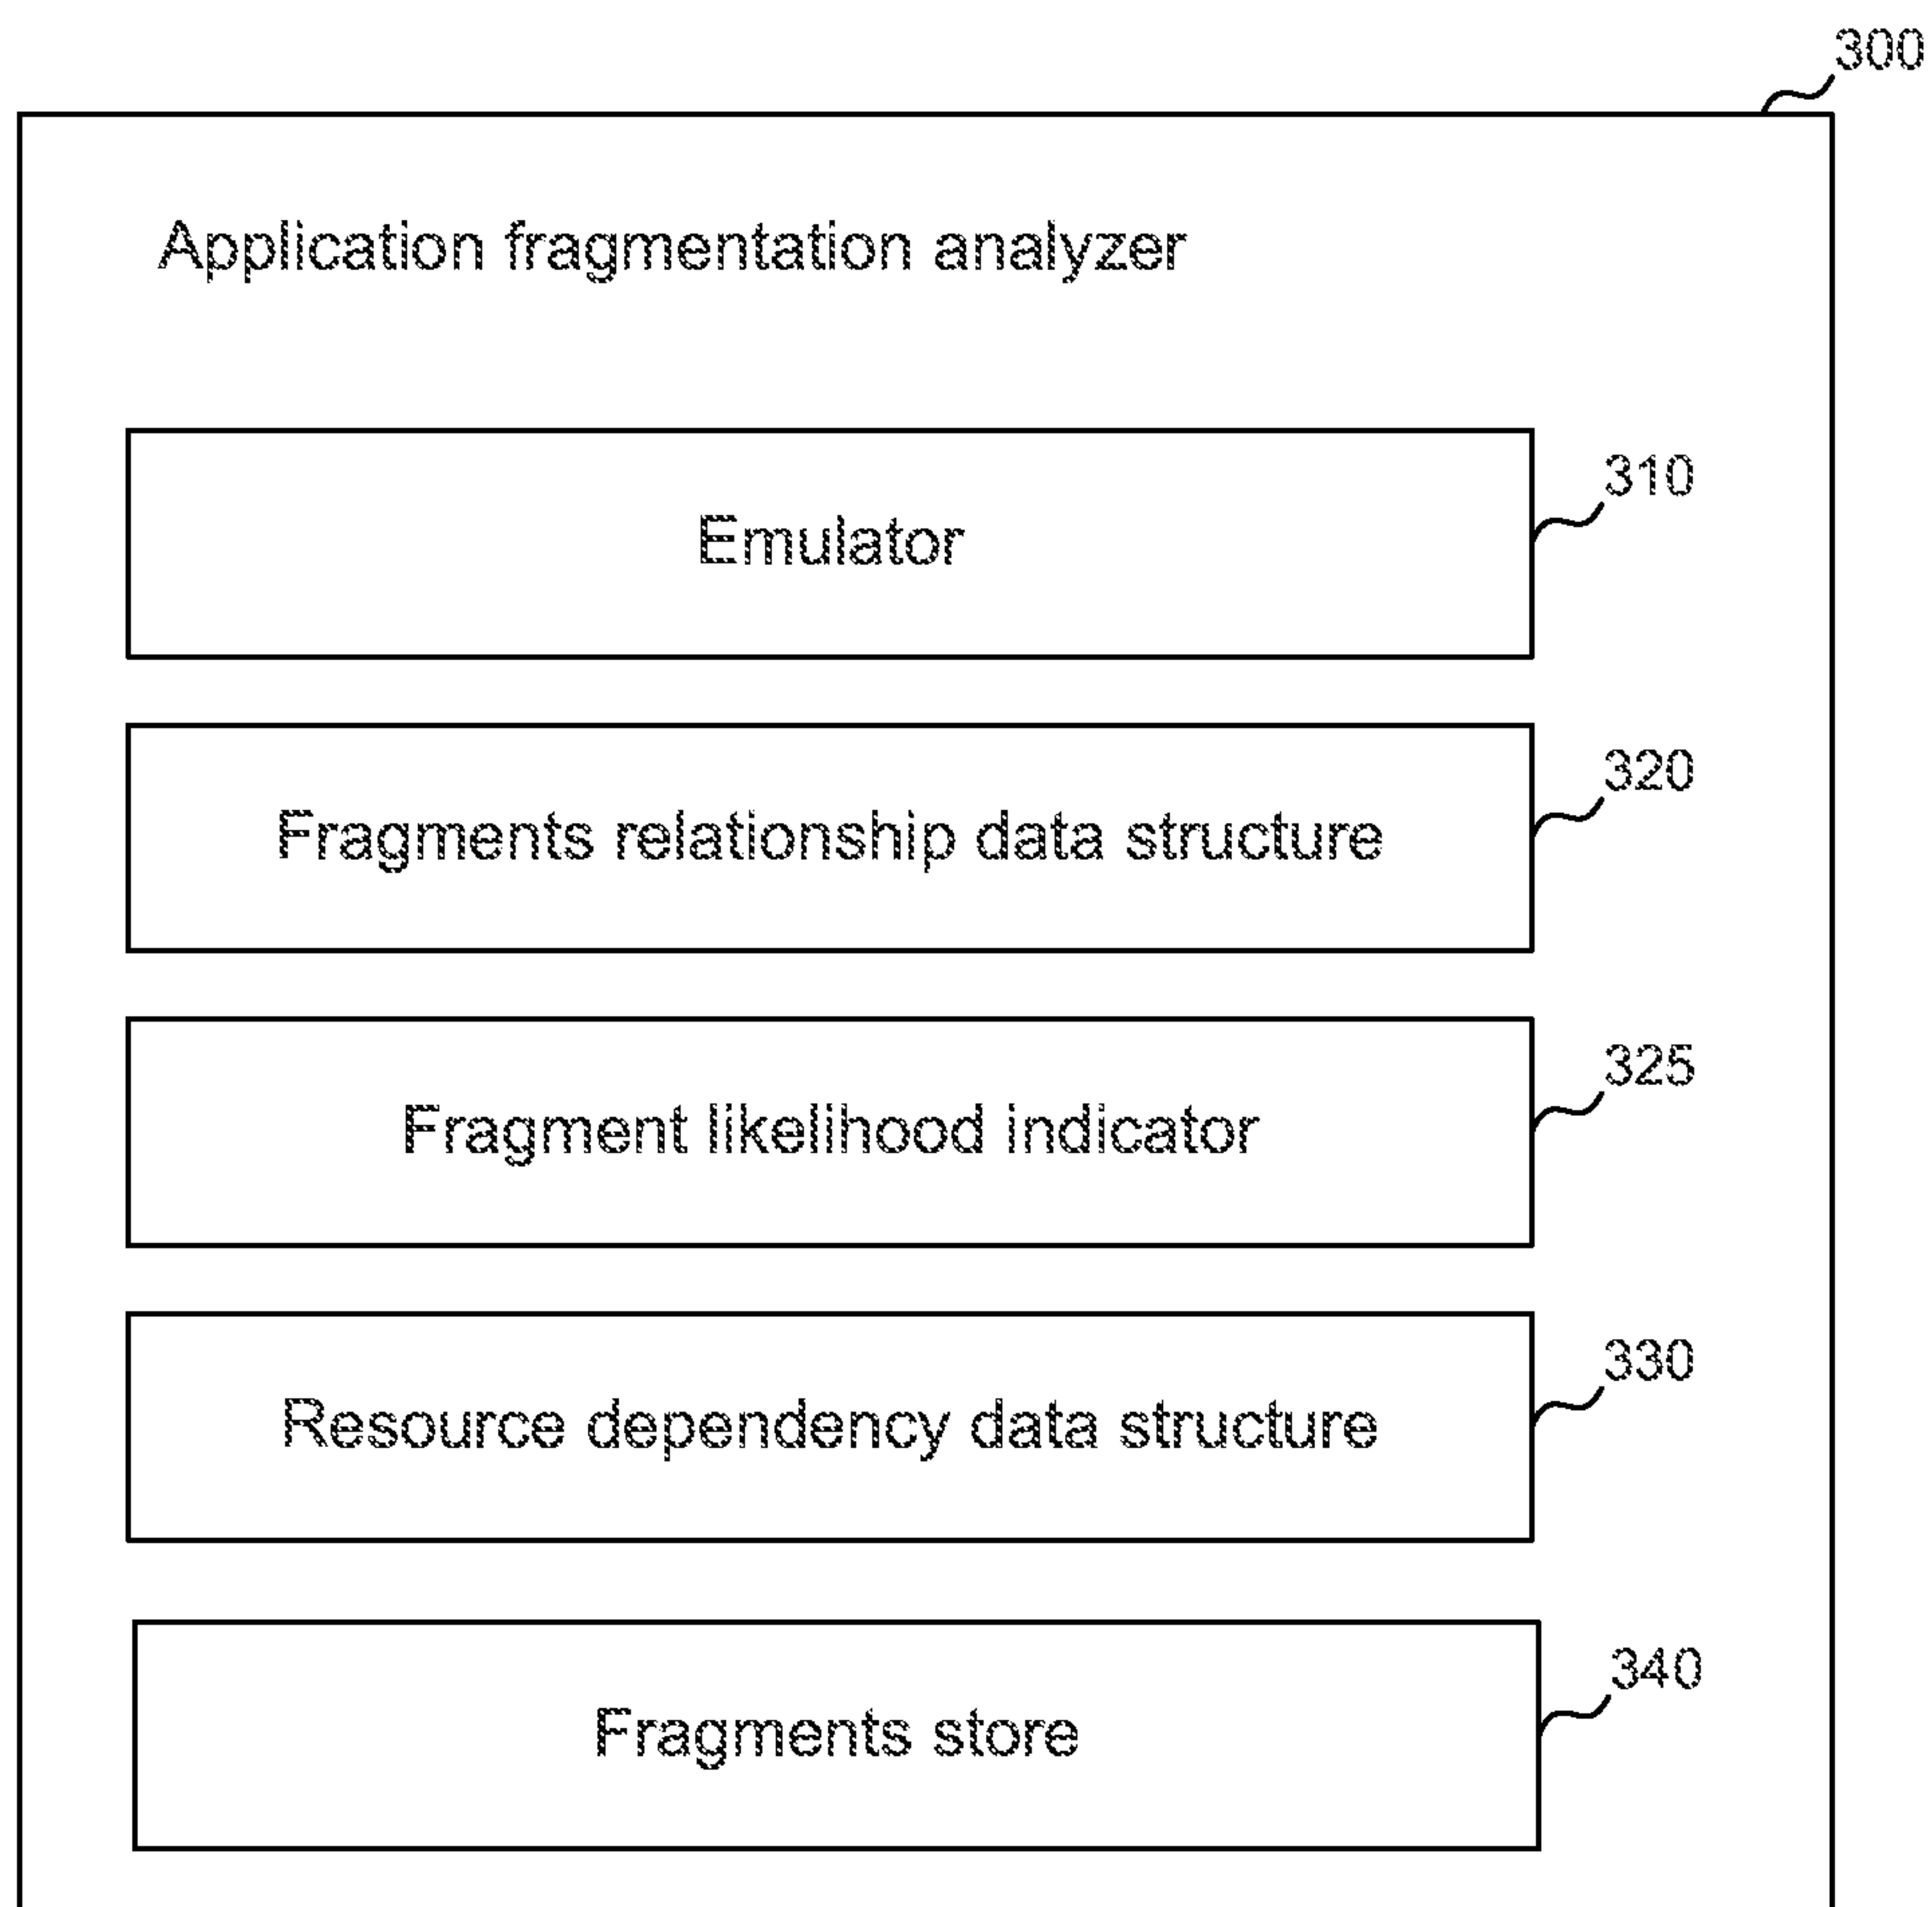 300
Application fragmentation analyzer
310
Emulator
320
Fragments relationship data structure
325
Fragment likelihood indicator
330
Resource dependency data structure
340
Fragments store